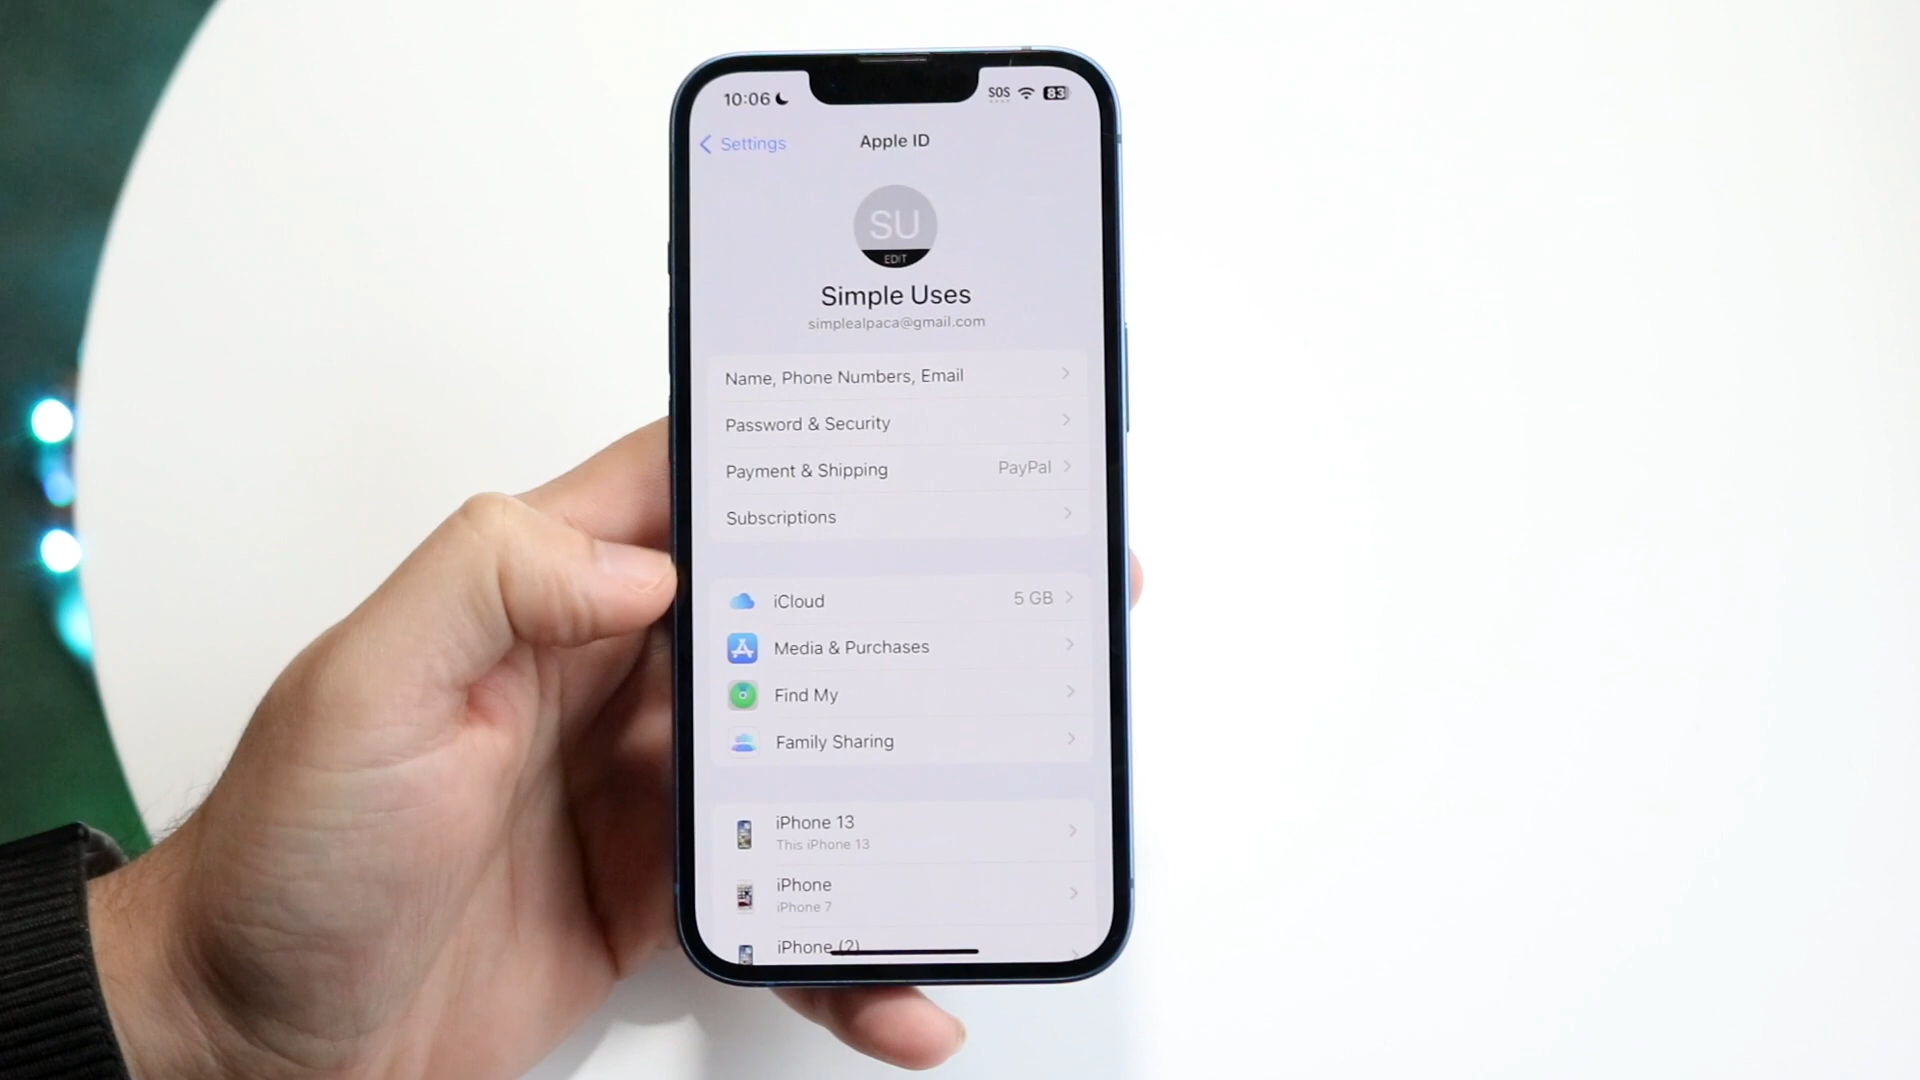 10:06
SOS
83
Settings
Apple ID
SU
EDIT
Simple Uses
simplealpaca@gmail.com
Name, Phone Numbers, Email
Password & Security
Payment & Shipping PayPal
Subscriptions
iCloud 5 GB
Media & Purchases
Find My
Family Sharing
iPhone 13
This iPhone 13
iPhone
iPhone 7
iPhone (2)